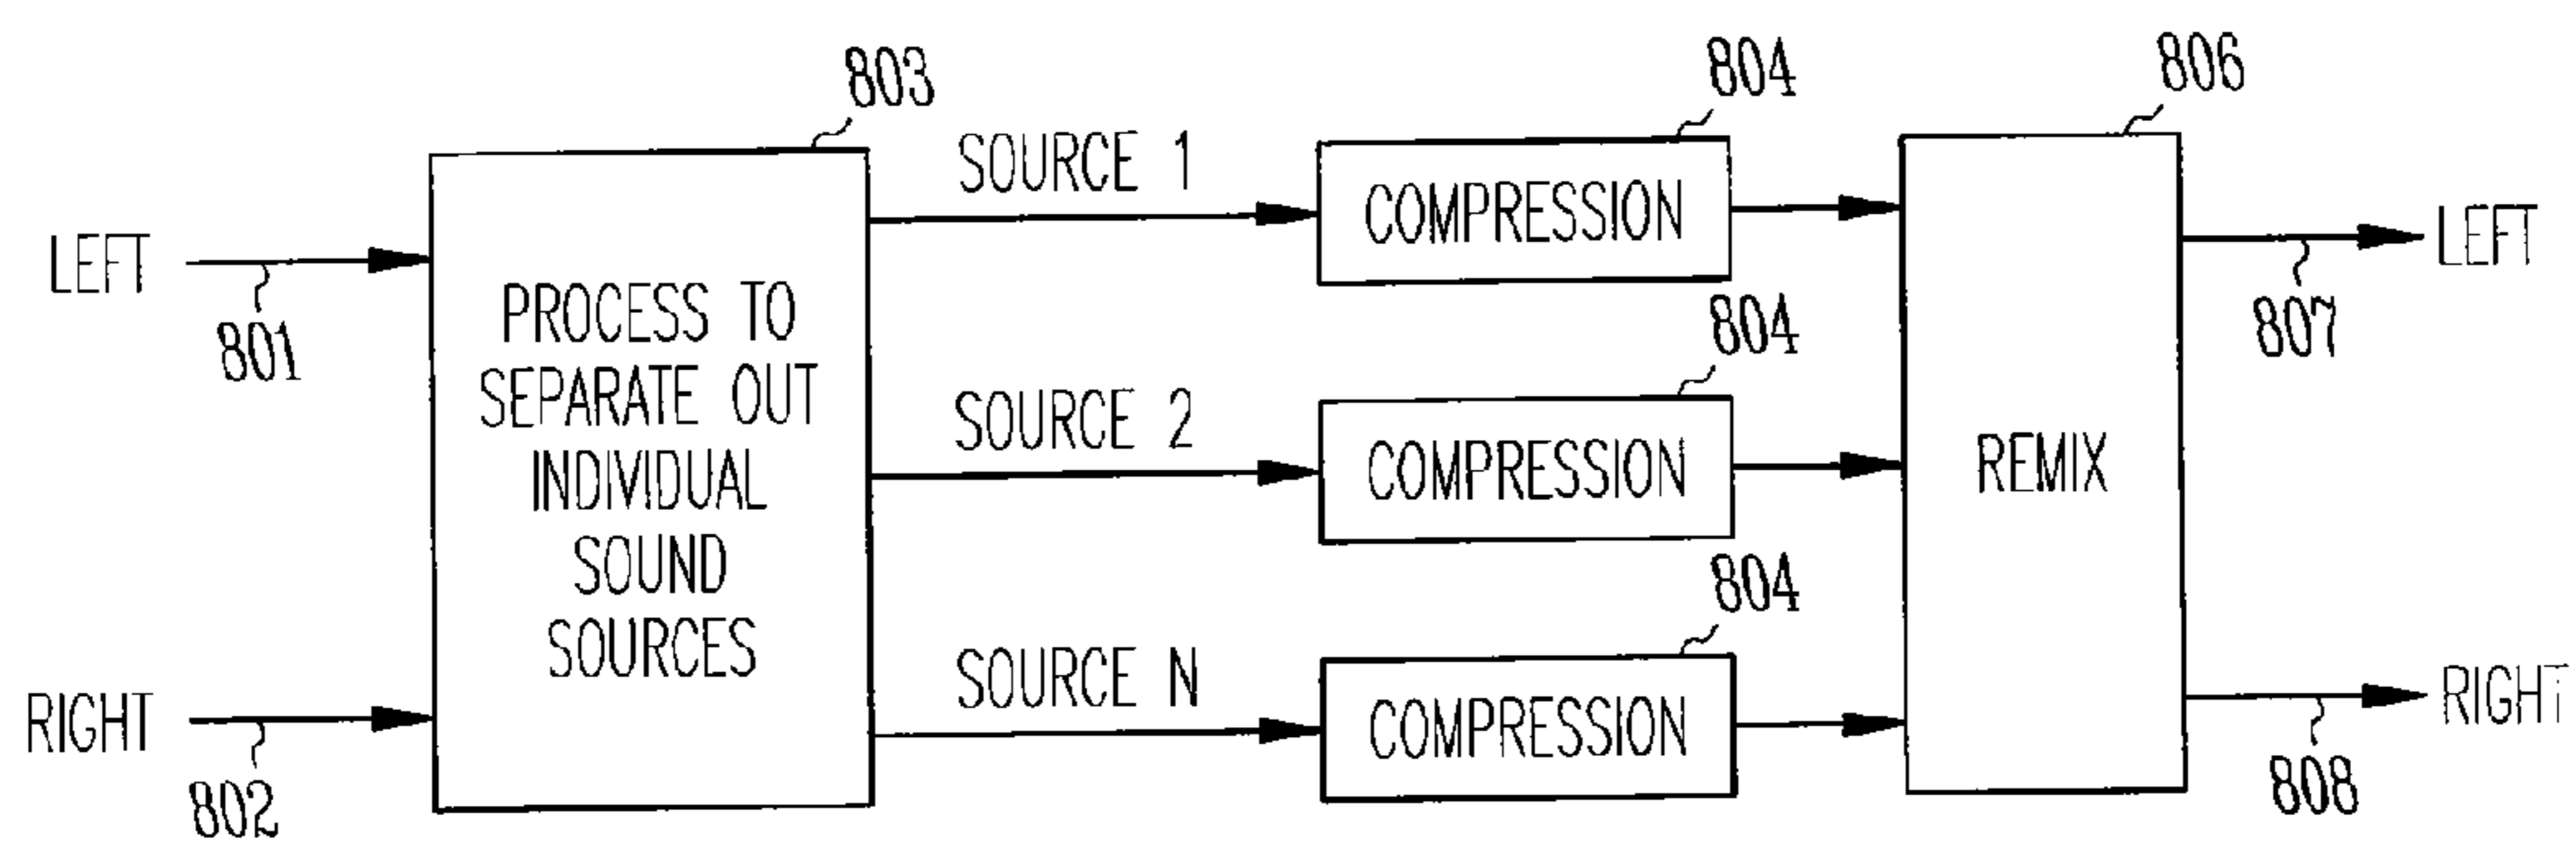 803
804
806
SOURCE 1
COMPRESSION
LEFT
801
PROCESS TO
SEPARATE OUT
INDIVIDUAL
SOUND
SOURCES
LEFT
807
804
SOURCE 2
COMPRESSION
REMIX
804
SOURCE N
COMPRESSION
RIGHT
802
RIGHT
808